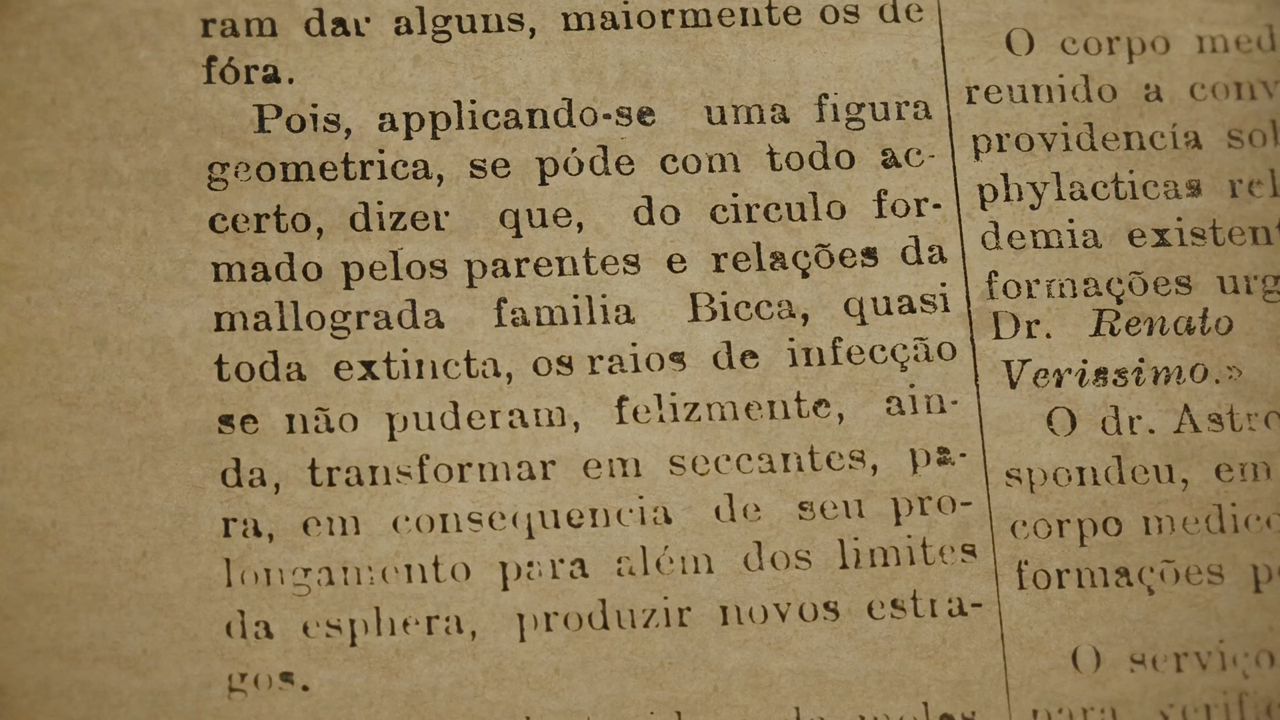 ram dar alguns, maiormente os de
fóra.
Pois, applicando-se uma figura
geometrica, se póde com todo ac-
certo, dizer que, do circulo for-
mado pelos parentes e relações da
mallograda familia Bicca, quasi
toda extincta, os raios de infecção
se não puderam, felizmente, ain-
da, transformar em seccantes, pa-
ra, em consequencia de seu pro-
longamento para além dos limites
da esphera, produzir novos estra-
gos.
O corpo med
reunido a conv
providencia sol
phylacticas rel
demia existent
formações urg
Dr. Renato
Verissimo.»
O dr. Astro
spondeu, em
corpo medico
formações p
O serviço
para verific